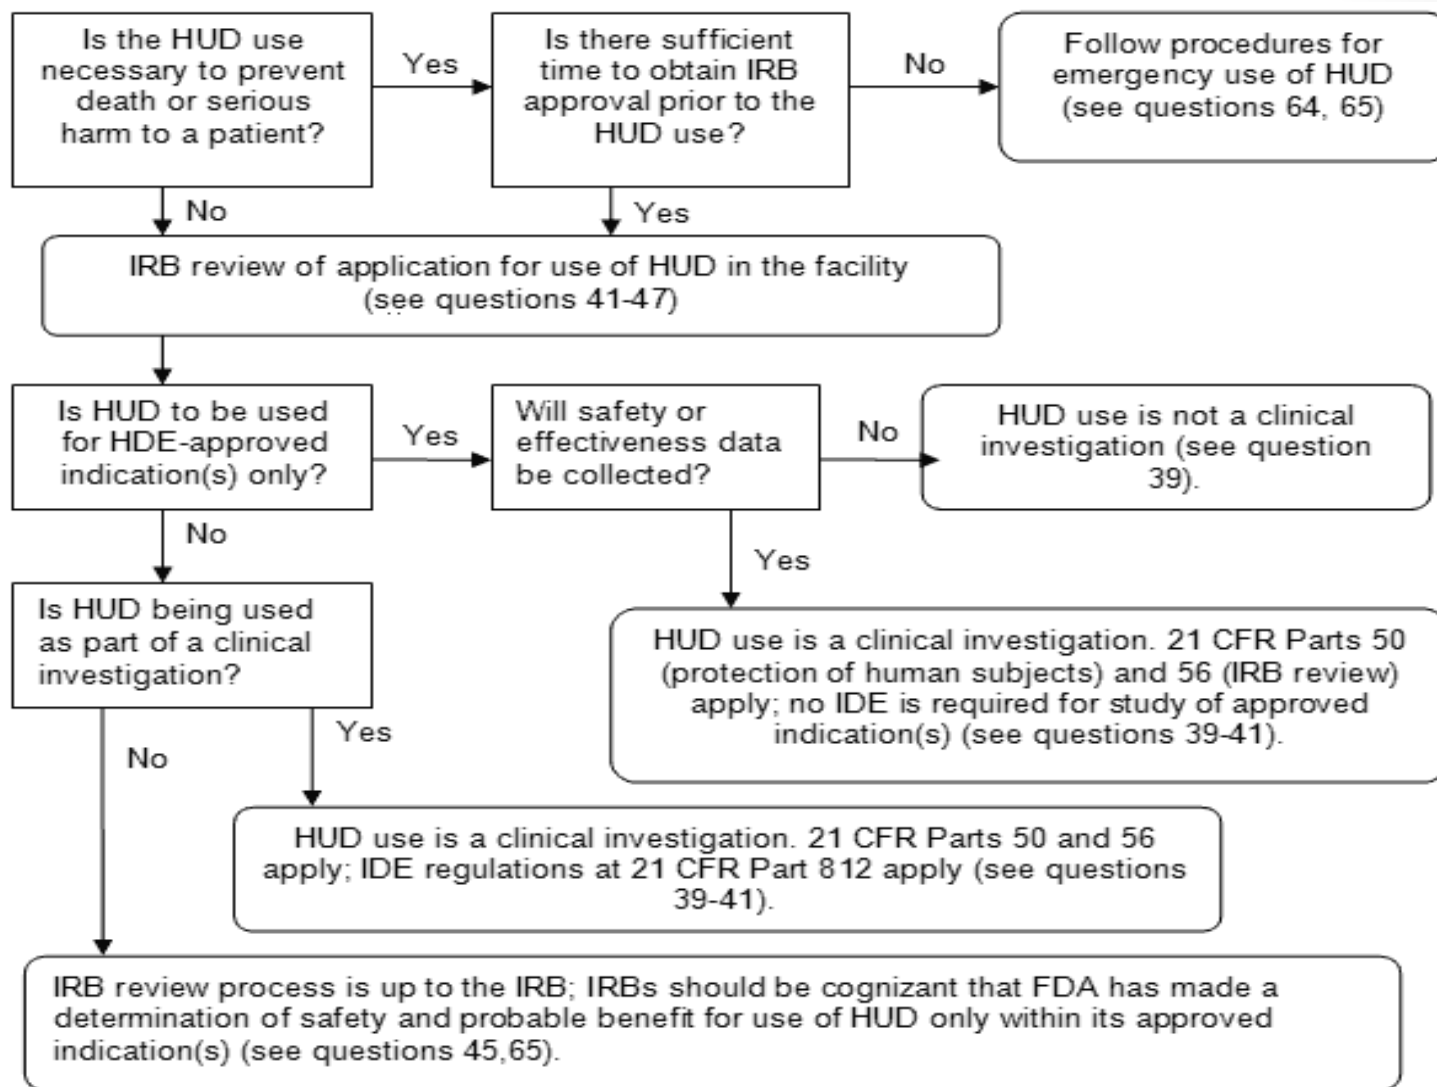 Is the HUD use
necessary to prevent
death or serious
harm to a patient?
Yes
Is there sufficient
time to obtain IRB
approval prior to the
HUD use?
No
Follow procedures for
emergency use of HUD
(see questions 64, 65)
No
Yes
IRB review of application for use of HUD in the facility
(see questions 41-47)
Is HUD to be used
for HDE-approved
indication(s) only?
Yes
Will safety or
effectiveness data
be collected?
No
HUD use is not a clinical
investigation (see question
39).
No
Yes
Is HUD being used
as part of a clinical
investigation?
HUD use is a clinical investigation. 21 CFR Parts 50
(protection of human subjects) and 56 (IRB review)
apply; no IDE is required for study of approved
indication(s) (see questions 39-41).
No
Yes
HUD use is a clinical investigation. 21 CFR Parts 50 and 56
apply; IDE regulations at 21 CFR Part 812 apply (see questions
39-41).
IRB review process is up to the IRB; IRBs should be cognizant that FDA has made a
determination of safety and probable benefit for use of HUD only within its approved
indication(s) (see questions 45,65).